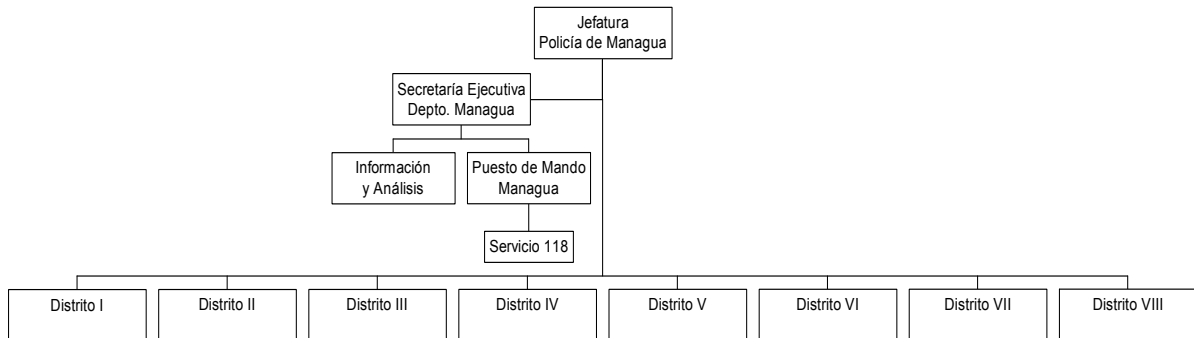 Jefatura
Policía de Managua
Secretaría Ejecutiva
Depto. Managua
Información
y Análisis
Puesto de Mando
Managua
Servicio 118
Distrito I
Distrito II
Distrito III
Distrito IV
Distrito V
Distrito VI
Distrito VII
Distrito VIII